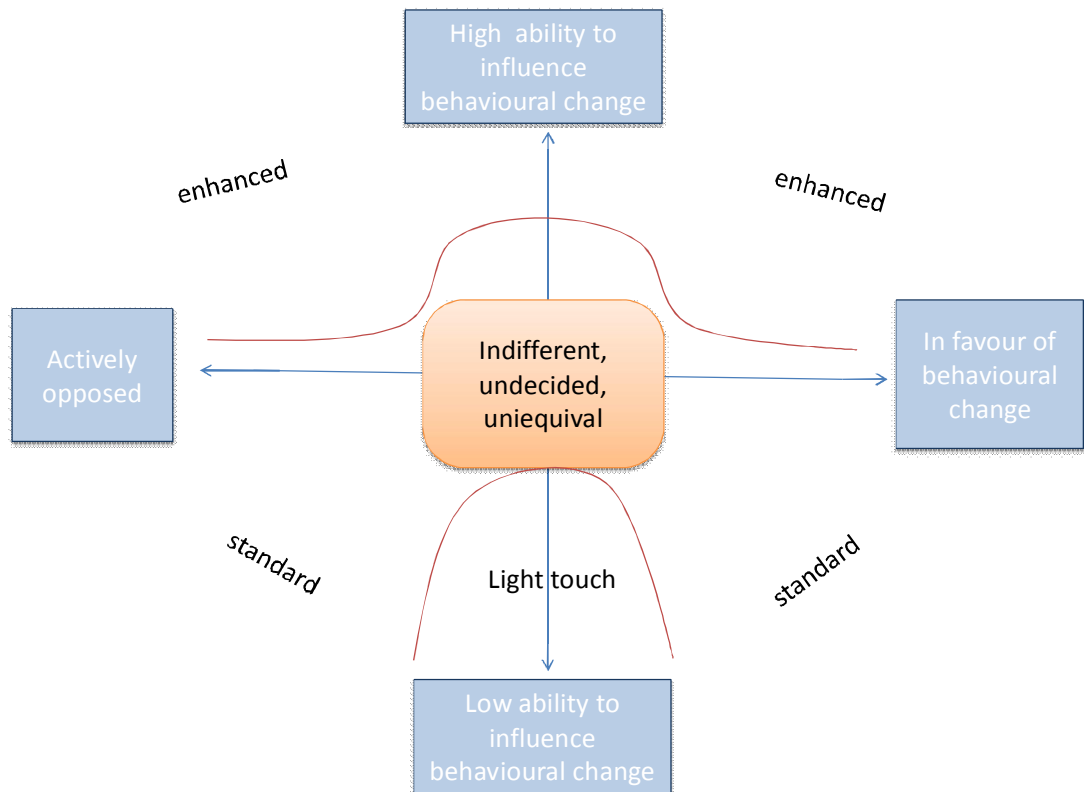 High ability to
influence
behavioural change
enhanced
enhanced
Actively
opposed
Indifferent,
undecided,
uniequival
In favour of
behavioural
change
standard
Light touch
standard
Low ability to
influence
behavioural change